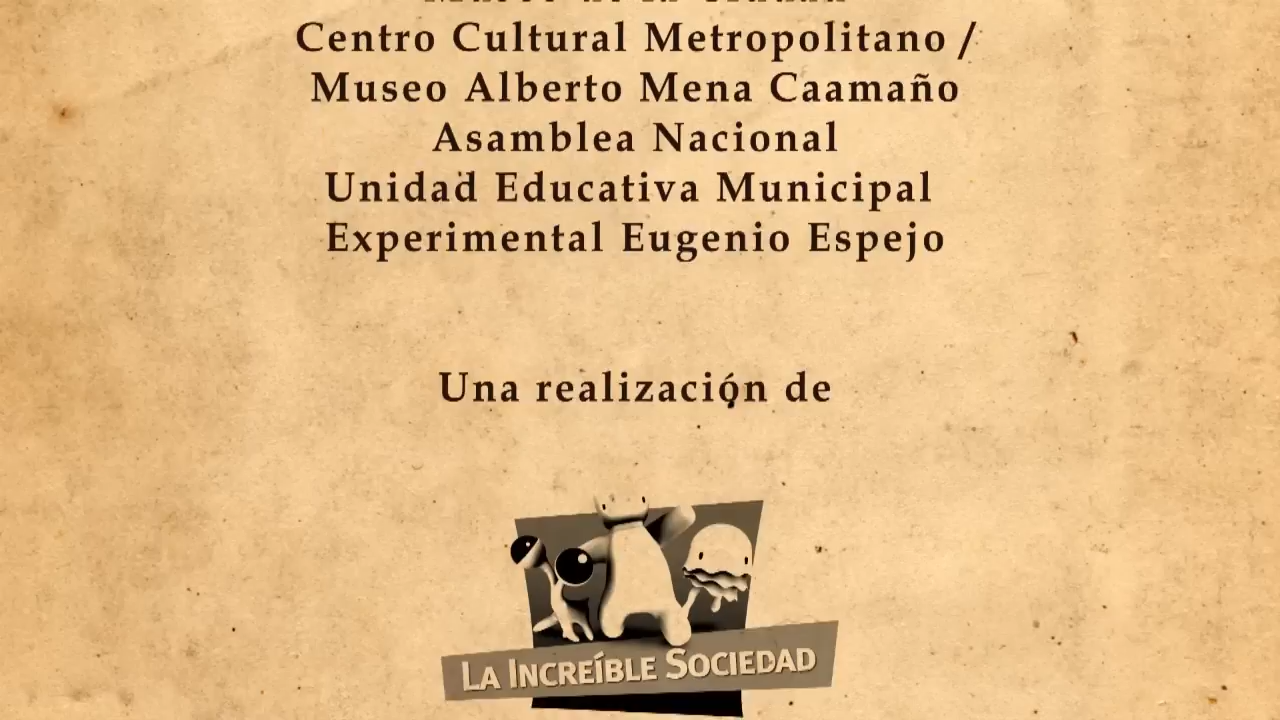 Centro Cultural Metropolitano /
Museo Alberto Mena Caamaño
Asamblea Nacional
Unidad Educativa Municipal
Experimental Eugenio Espejo
Una realización de
LA INCREÍBLE SOCIEDAD